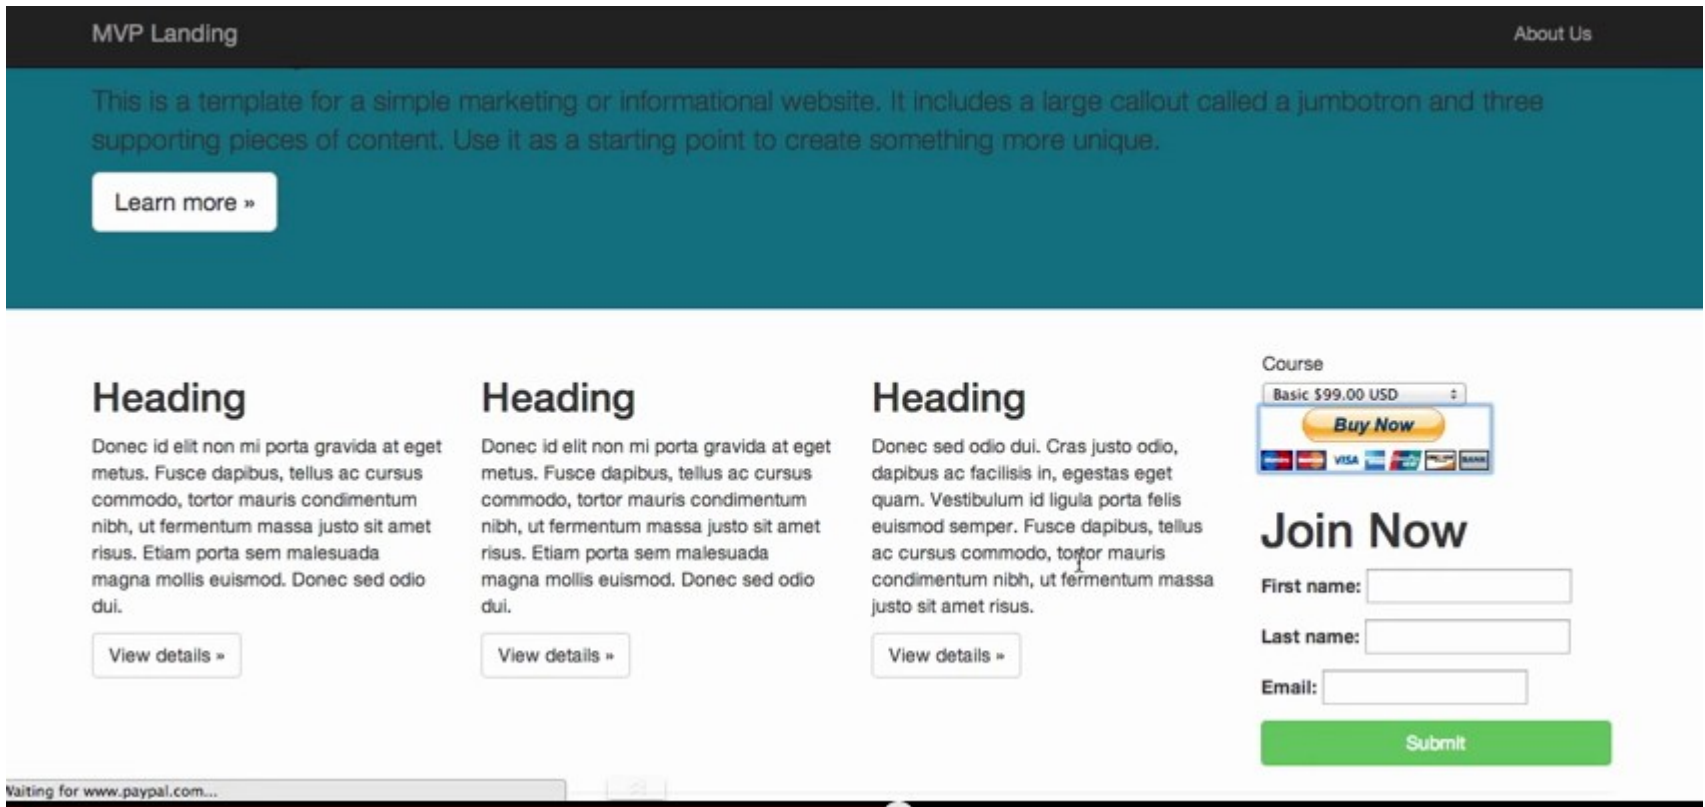 MVP Landing
About Us
This is a template for a simple marketing or informational website. It includes a large callout called a jumbotron and three
supporting pieces of content. Use it as a starting point to create something more unique.
Learn more »
Heading
Donec id elit non mi porta gravida at eget
metus. Fusce dapibus, tellus ac cursus
commodo, tortor mauris condimentum
nibh, ut fermentum massa justo sit amet
risus. Etiam porta sem malesuada
magna mollis euismod. Donec sed odio
dui.
View details »
Heading
Donec id elit non mi porta gravida at eget
metus. Fusce dapibus, tellus ac cursus
commodo, tortor mauris condimentum
nibh, ut fermentum massa justo sit amet
risus. Etiam porta sem malesuada
magna mollis euismod. Donec sed odio
dui.
View details »
Heading
Donec sed odio dui. Cras justo odio,
dapibus ac facilisis in, egestas eget
quam. Vestibulum id ligula porta felis
euismod semper. Fusce dapibus, tellus
ac cursus commodo, tortor mauris
condimentum nibh, ut fermentum massa
justo sit amet risus.
View details »
Course
Basic $99.00 USD
Buy Now
VISA
Join Now
First name:
Last name:
Email:
Submit
Waiting for www.paypal.com...